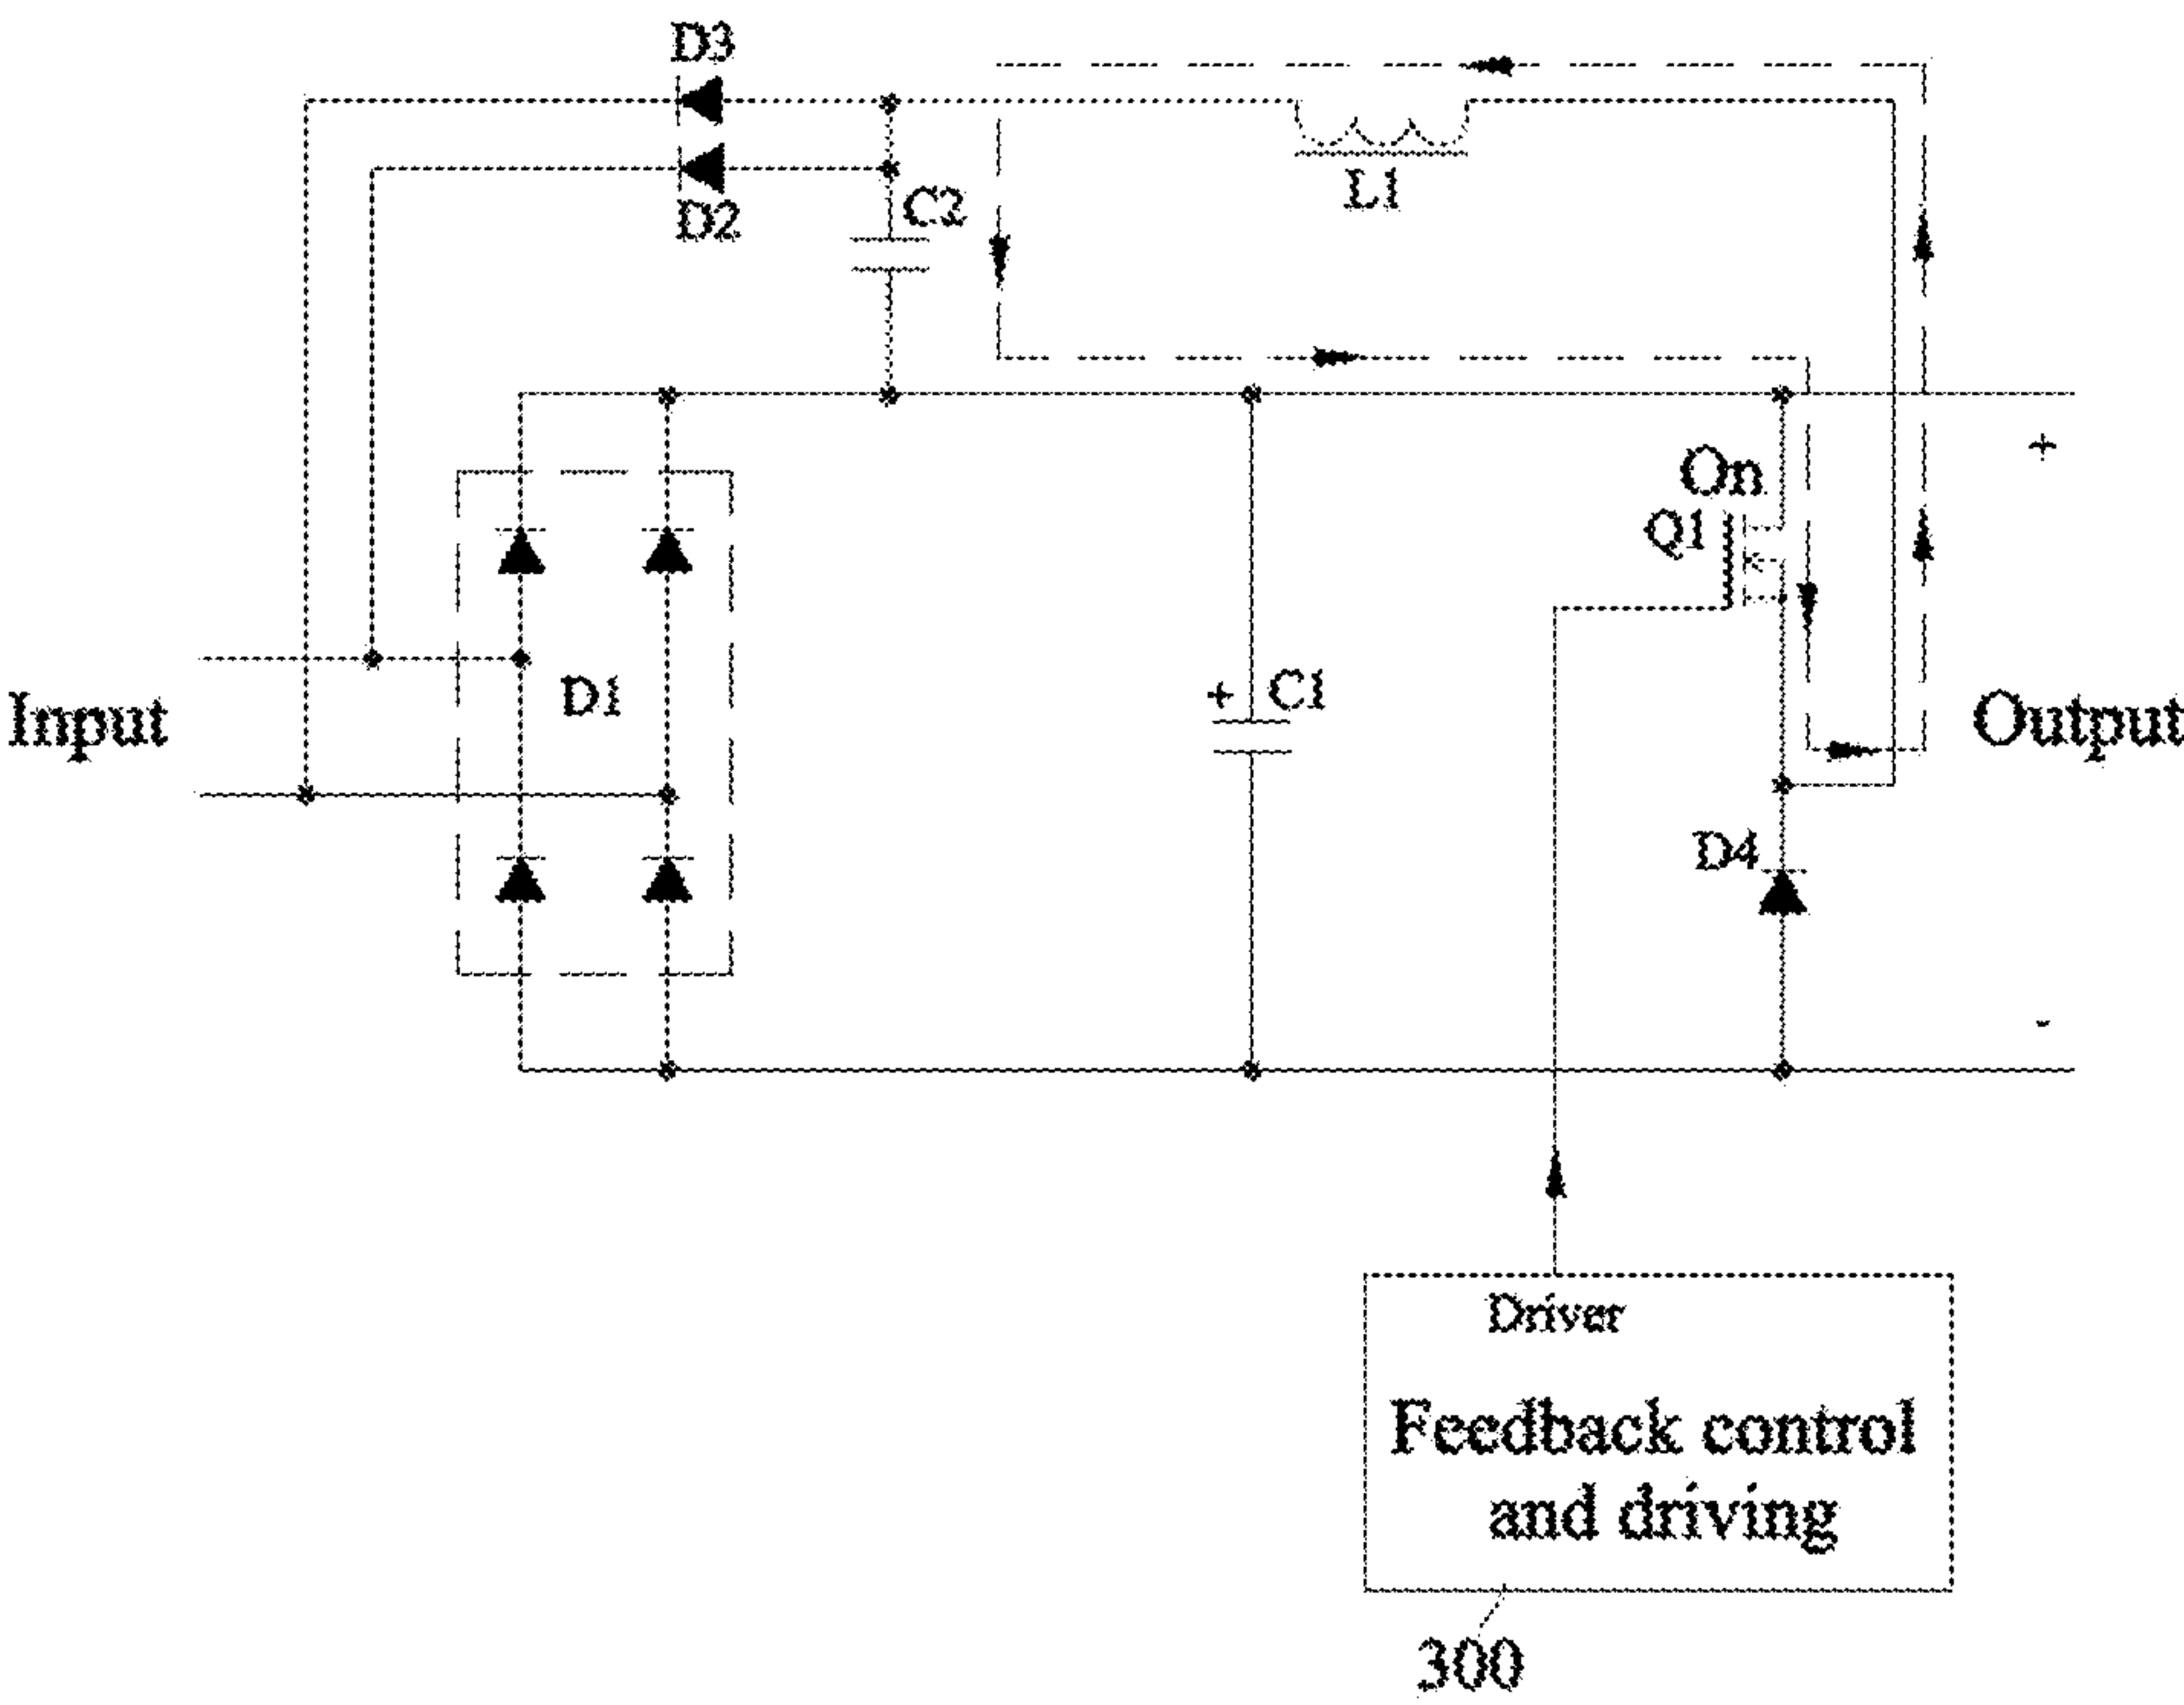 D3
D2
C2
L1
+
On
Q1
D1
+ C1
Input
Output
D4
-
Driver
Feedback control
and driving
300